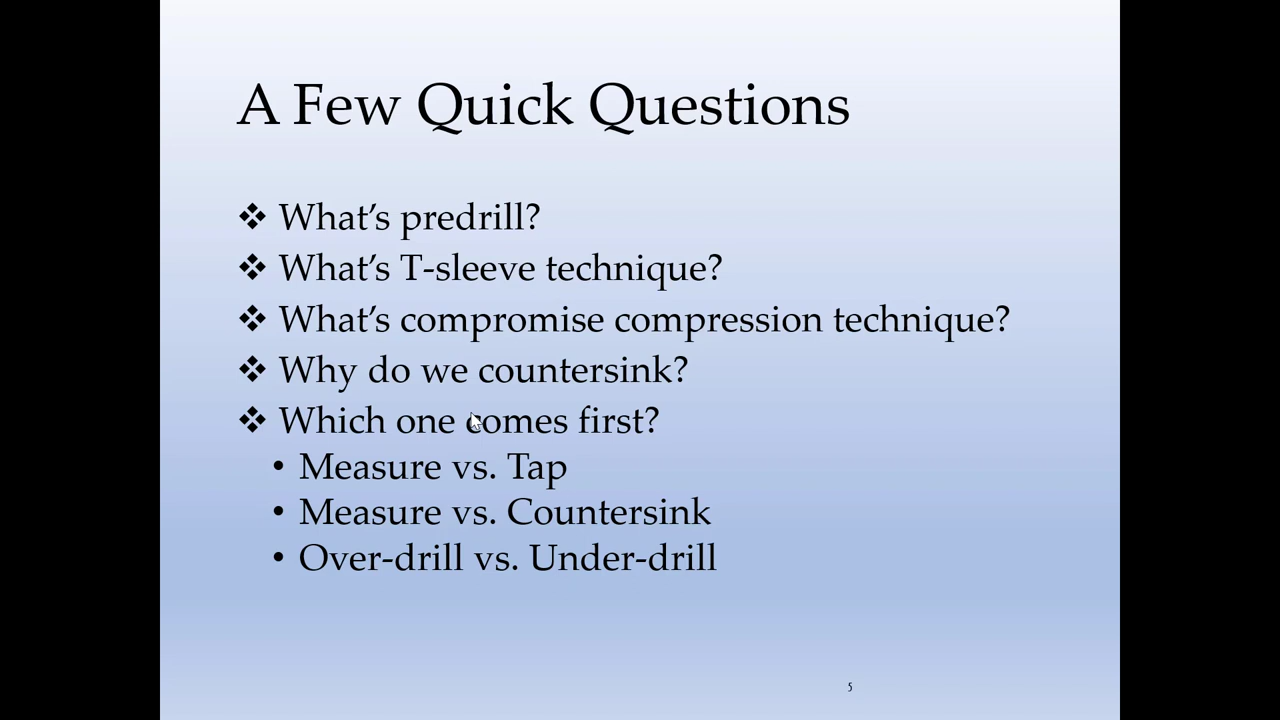 A Few Quick Questions
❖ What’s predrill?
❖ What’s T-sleeve technique?
❖ What’s compromise compression technique?
❖ Why do we countersink?
❖ Which one comes first?
• Measure vs. Tap
• Measure vs. Countersink
• Over-drill vs. Under-drill
5